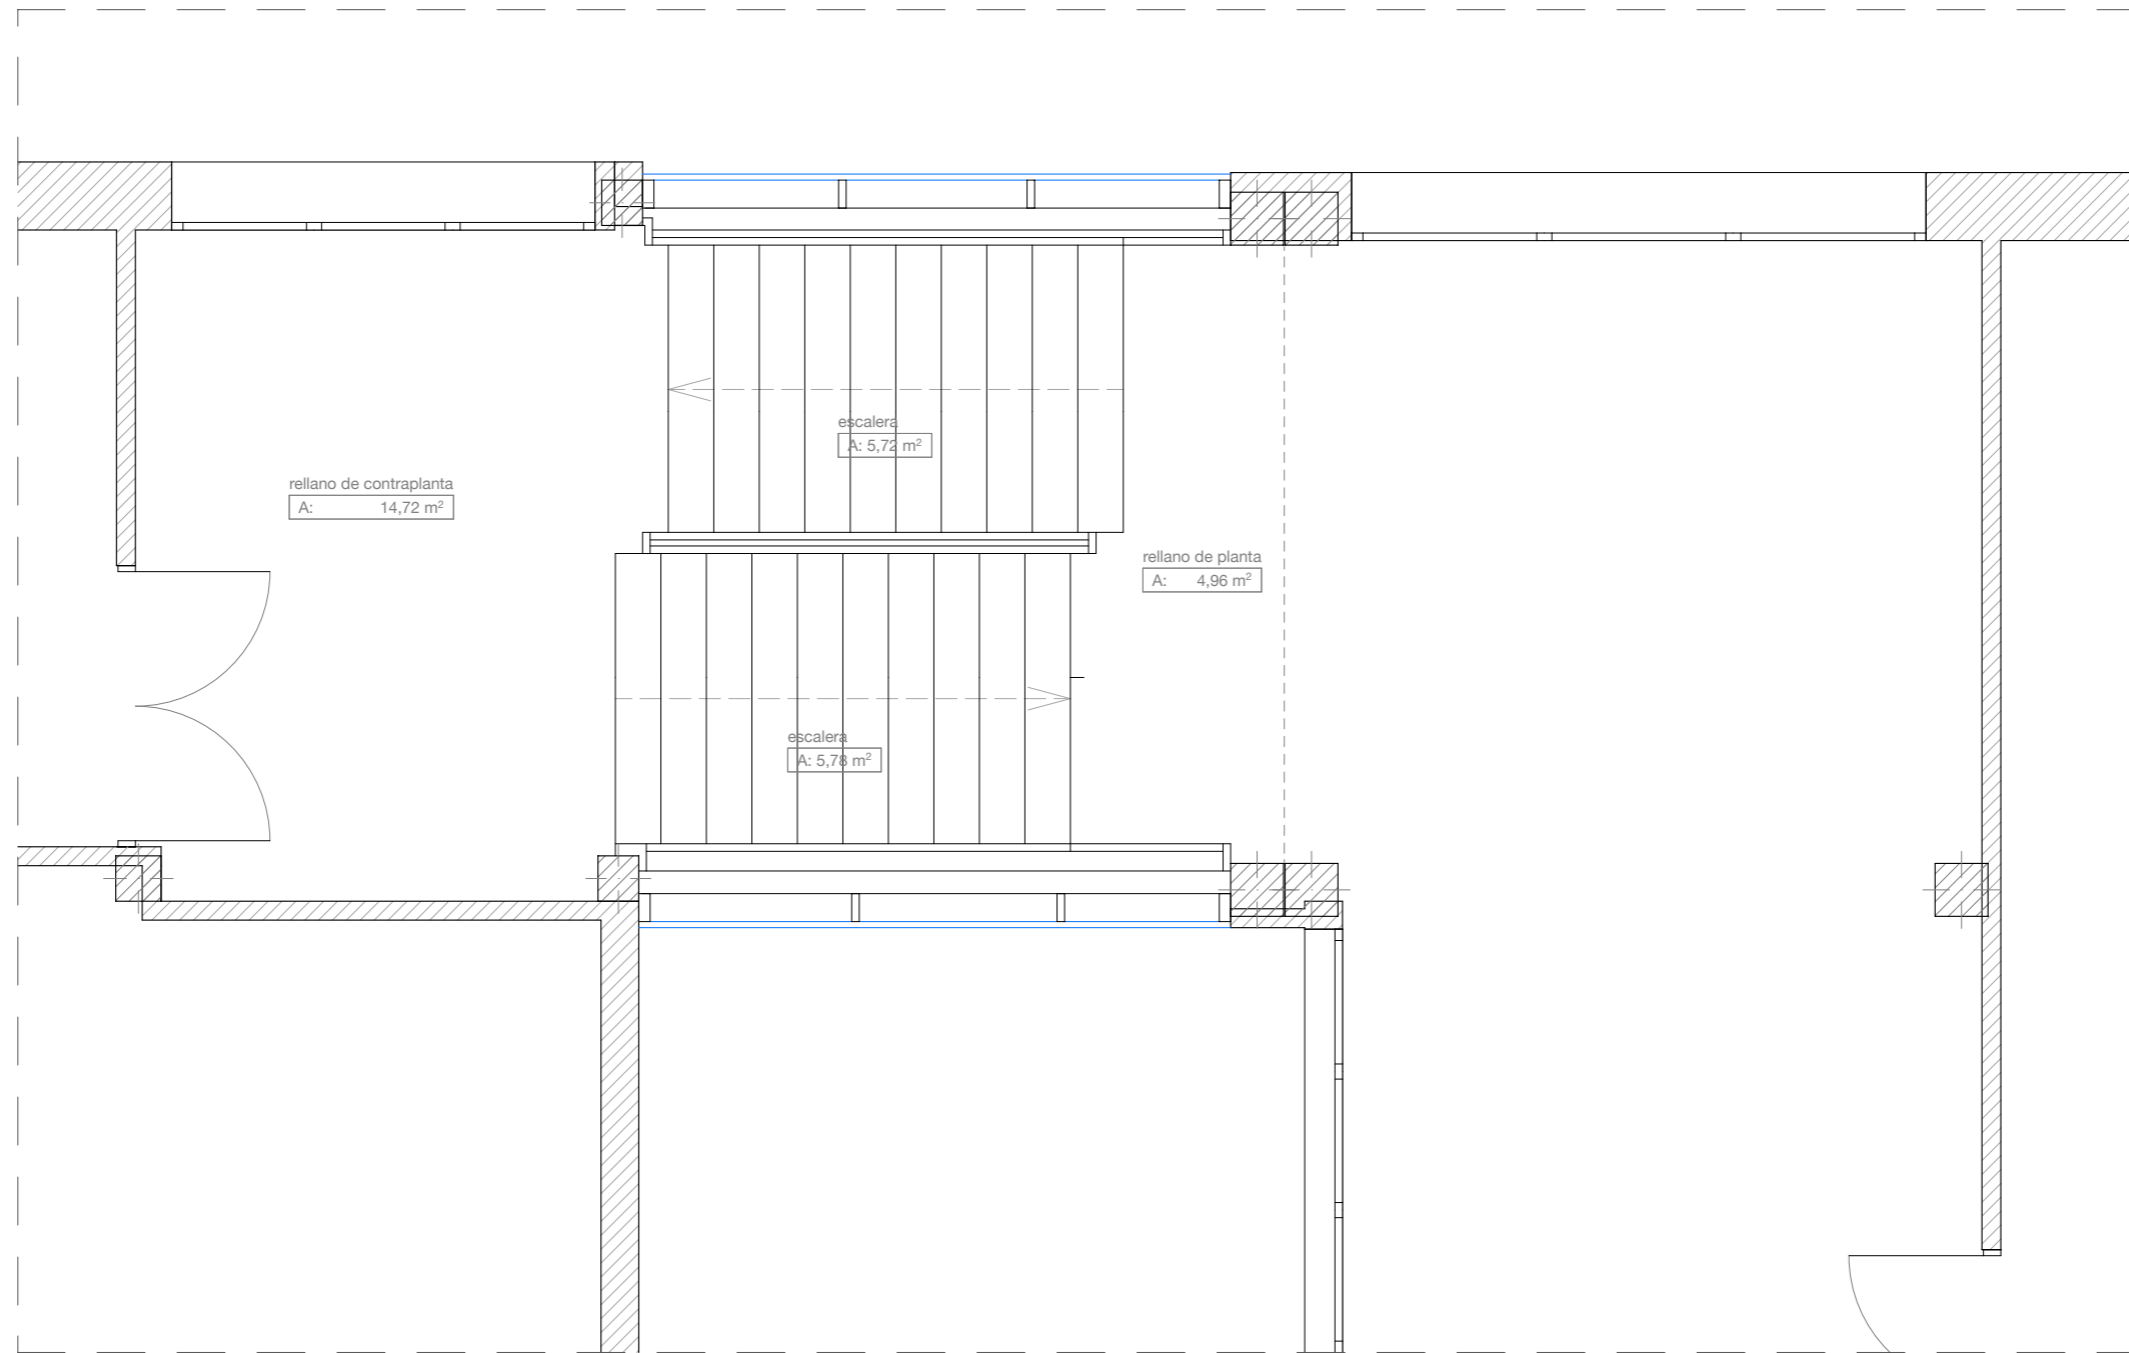 escalera
A: 5,72 m²
rellano de contraplanta
A: 14,72 m²
rellano de planta
A: 4,96 m²
escalera
A: 5,78 m²